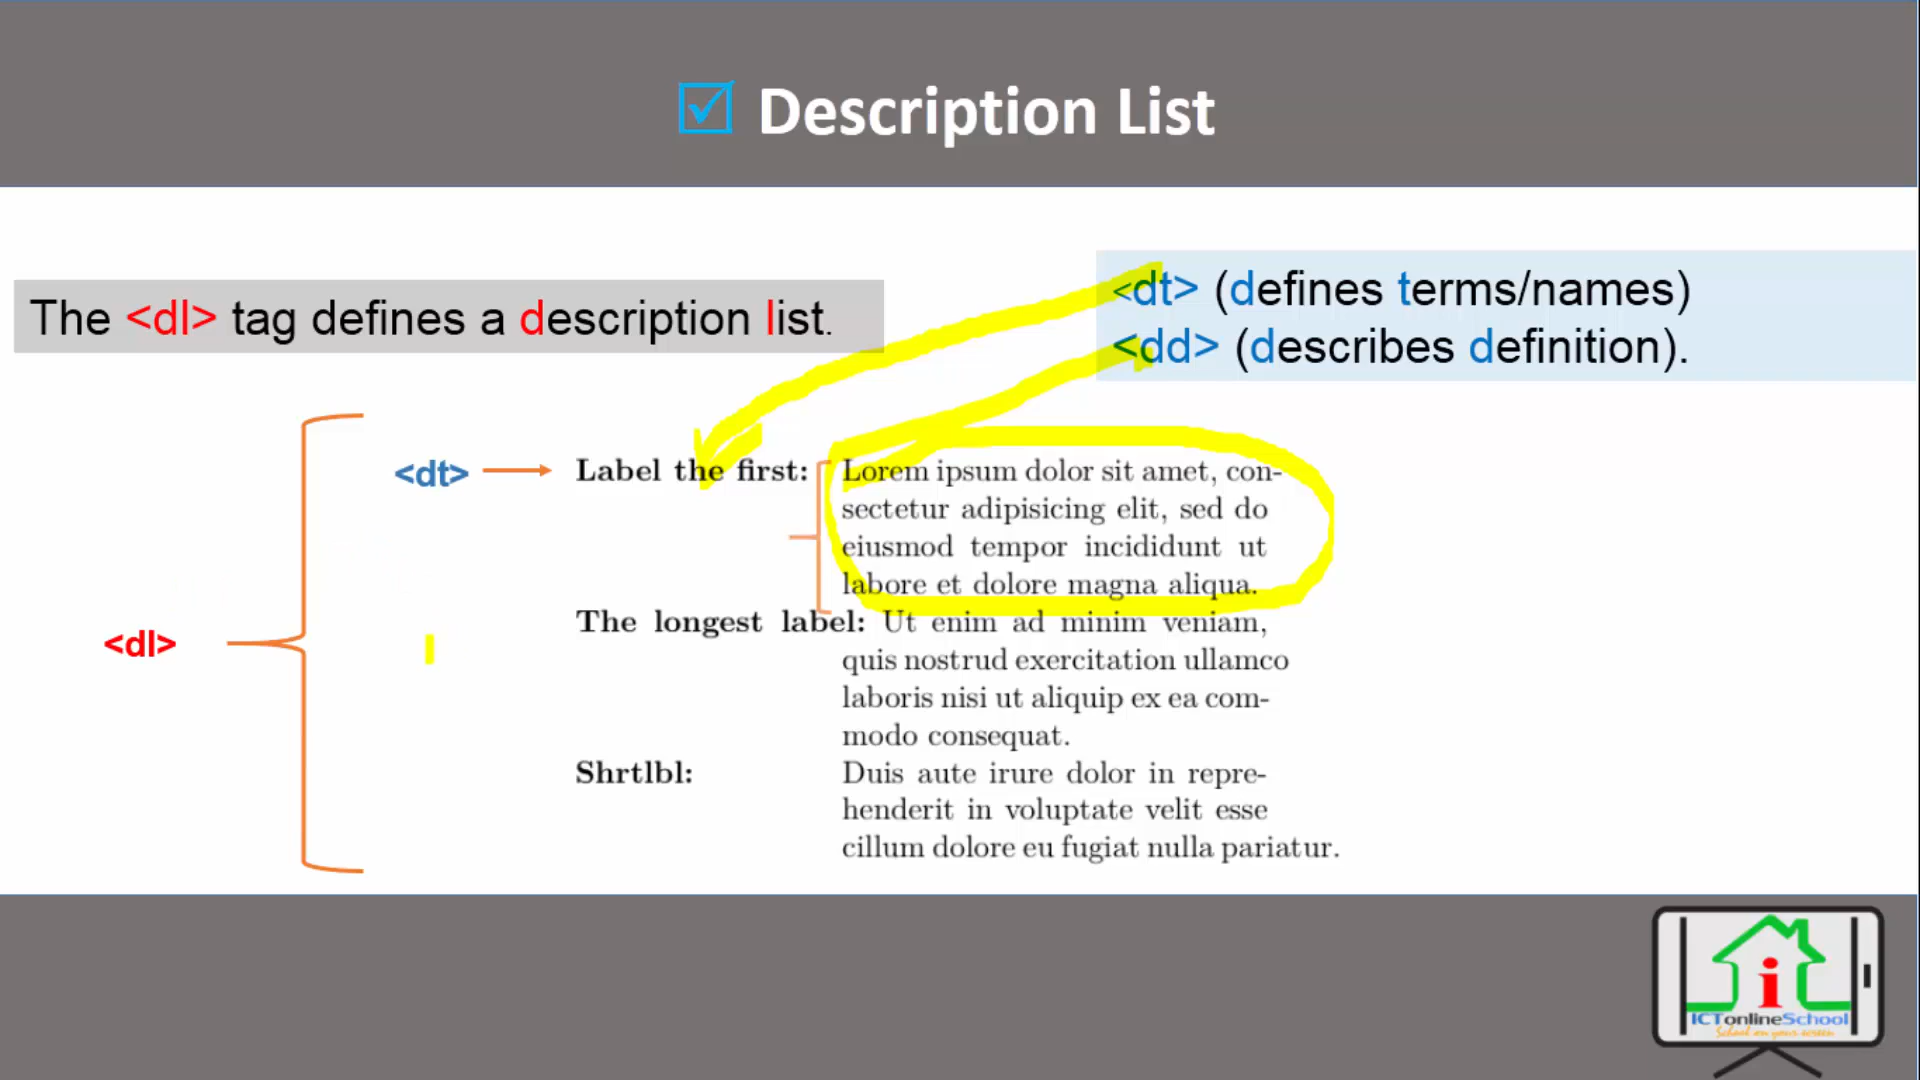 Description List
The <dl> tag defines a description list.
<dt> (defines terms/names)
<dd> (describes definition).
<dt>
Label the first: Lorem ipsum dolor sit amet, con-
sectetur adipisicing elit, sed do
eiusmod tempor incididunt ut
labore et dolore magna aliqua.
<dl>
The longest label: Ut enim ad minim veniam,
quis nostrud exercitation ullamco
laboris nisi ut aliquip ex ea com-
modo consequat.
Shrtlbl: Duis aute irure dolor in repre-
henderit in voluptate velit esse
cillum dolore eu fugiat nulla pariatur.
i
ICTonlineSchool
School on your screen